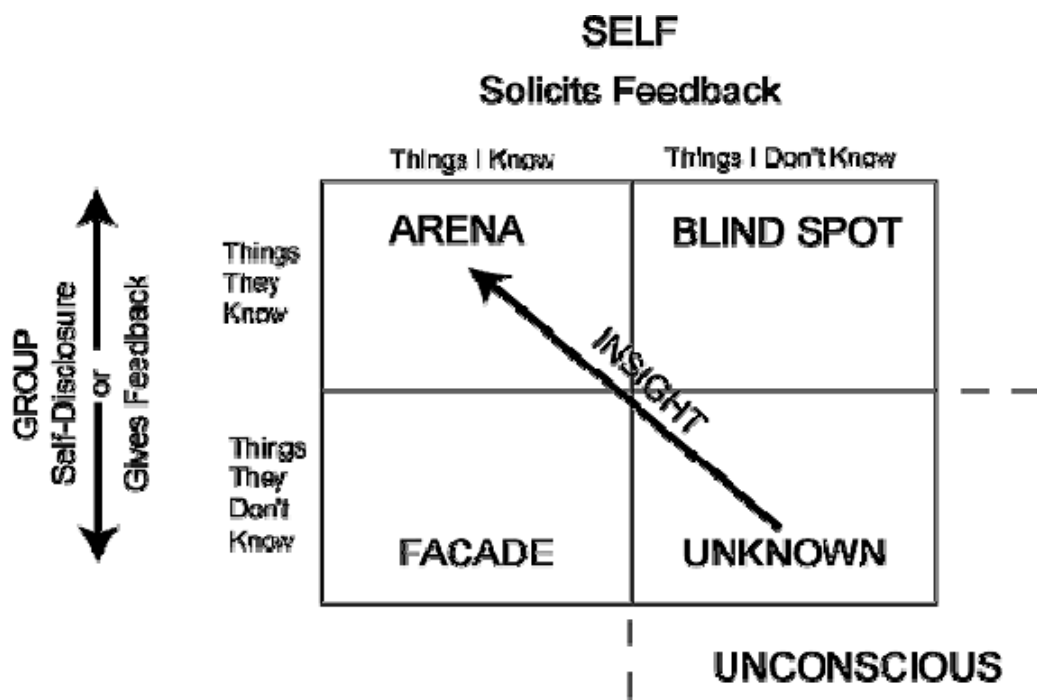 SELF
Solicits Feedback
Things I Know
Things I Don't Know
GROUP
Self-Disclosure
or
Gives Feedback
Things
They
Know
ARENA
BLIND SPOT
INSIGHT
Things
They
Don't
Know
FACADE
UNKNOWN
UNCONSCIOUS